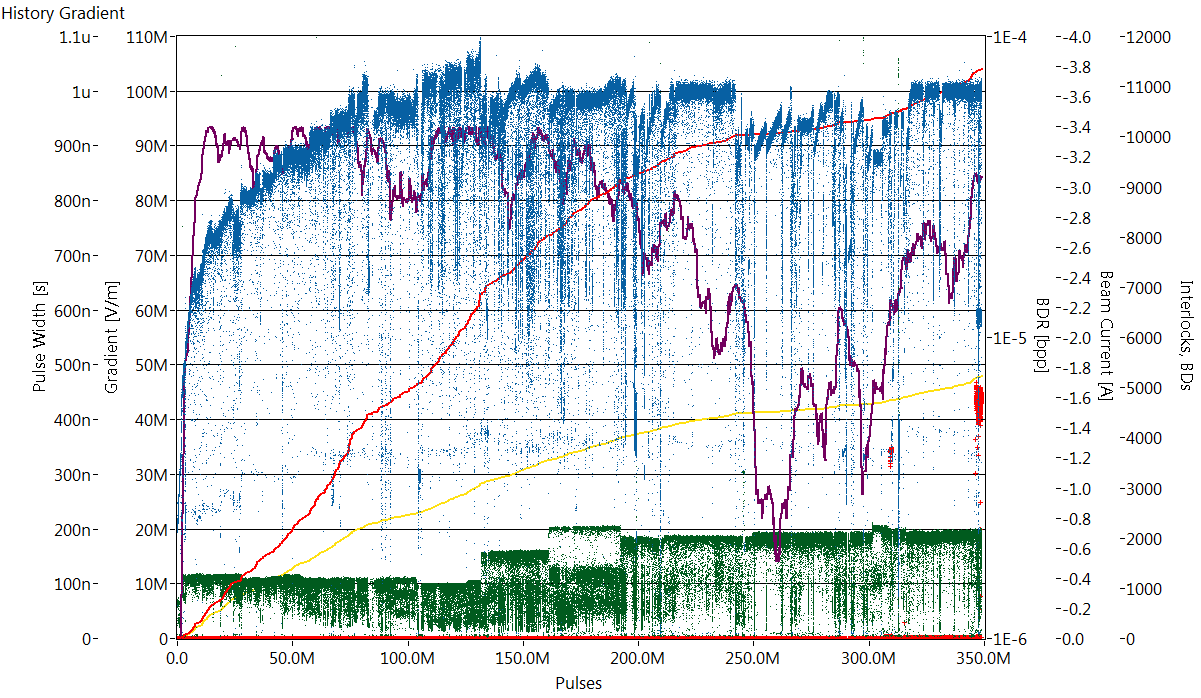 History Gradient
1.1u
1u
900n
800n
700n
600n
500n
400n
300n
200n
100n
0
Pulse Width [s]
110M
100M
90M
80M
70M
60M
50M
40M
30M
20M
10M
0
Gradient [V/m]
1E-4
1E-5
1E-6
BDR [bpp]
4.0
3.8
3.6
3.4
3.2
3.0
2.8
2.6
2.4
2.2
2.0
1.8
1.6
1.4
1.2
1.0
0.8
0.6
0.4
0.2
0.0
Beam Current [A]
12000
11000
10000
9000
8000
7000
6000
5000
4000
3000
2000
1000
0
Interlocks, BDs
0.0 50.0M 100.0M 150.0M 200.0M 250.0M 300.0M 350.0M
Pulses